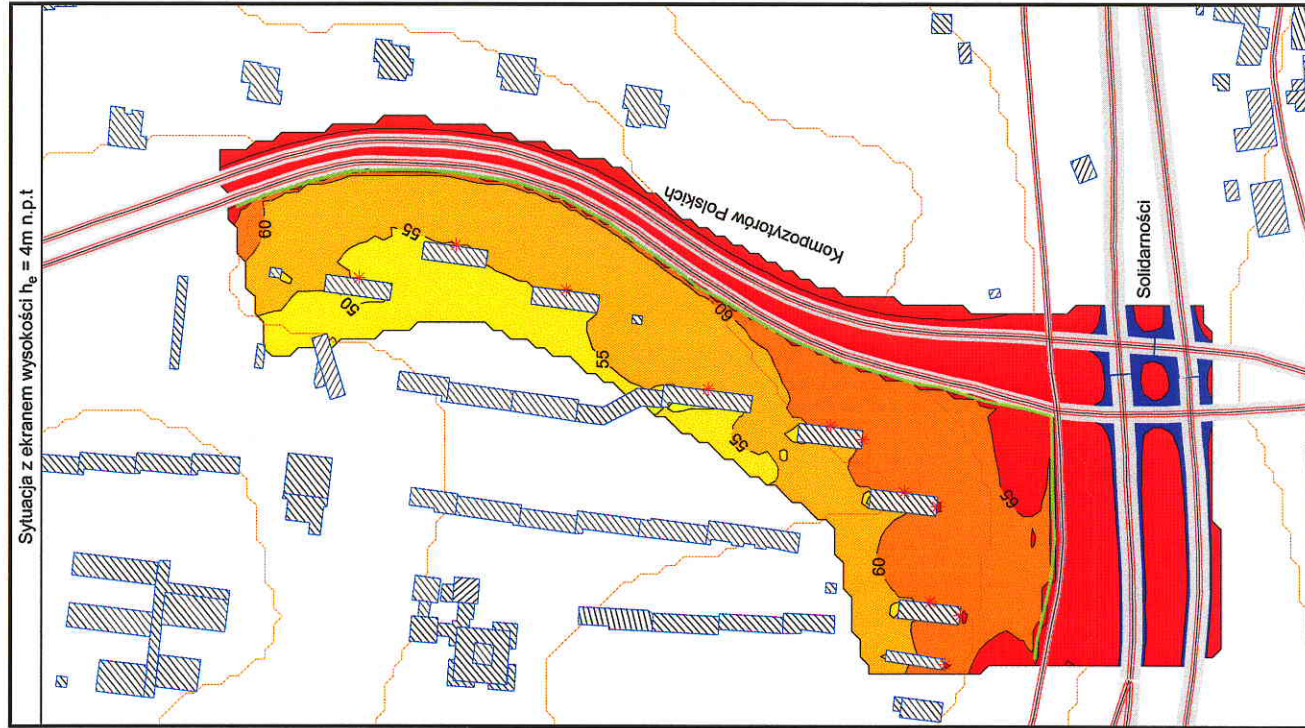 Sytuacja z ekranem wysokości he = 4m n.p.t
60
55
50
Kompozytorów Polskich
60
55
55
65
60
Solidarności